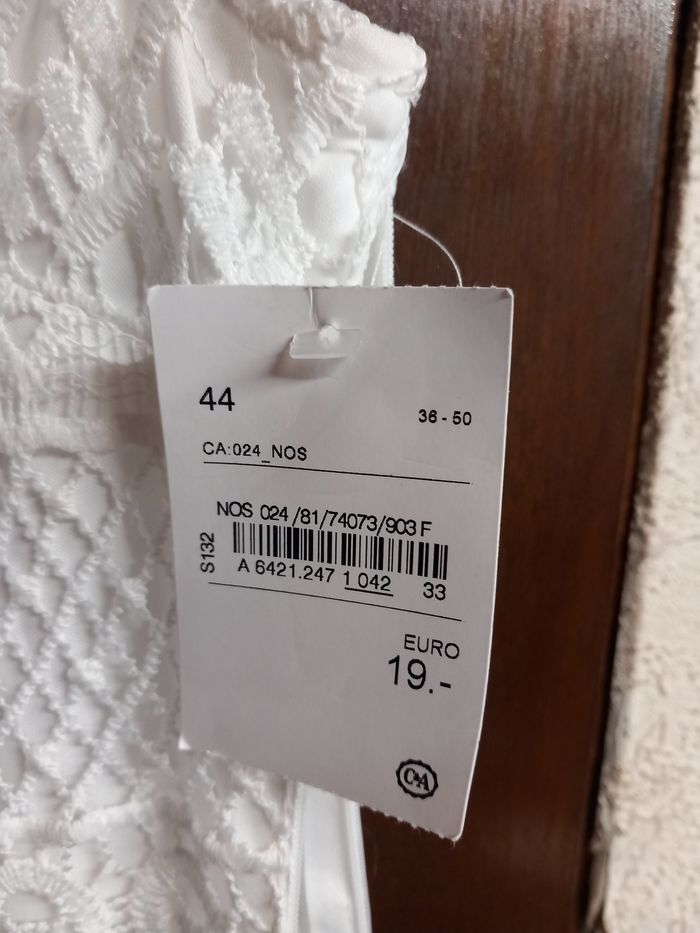 44
36 - 50
CA:024_NOS
NOS 024 /81/74073/903 F
S132
A 6421.247 1 042 33
EURO
19.-
C&A